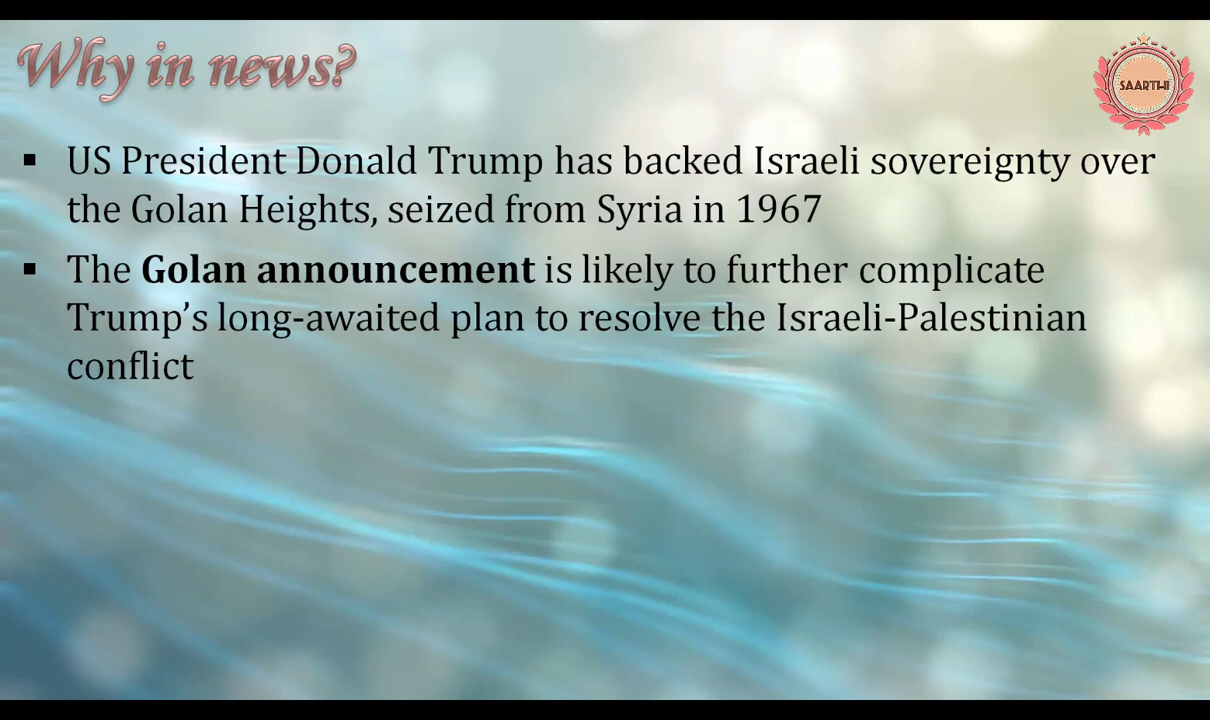 Why in news?
SAARTHI
▪ US President Donald Trump has backed Israeli sovereignty over
the Golan Heights, seized from Syria in 1967
▪ The Golan announcement is likely to further complicate
Trump’s long-awaited plan to resolve the Israeli-Palestinian
conflict